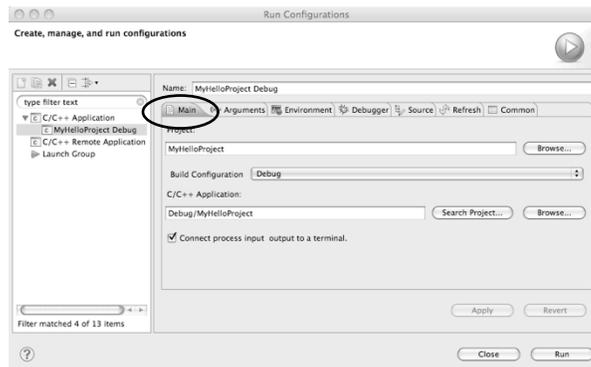 Run Configurations
Create, manage, and run configurations
Name: MyHelloProject Debug
type filter text
Main Arguments Environment Debugger Source Refresh Common
C/C++ Application
MyHelloProject Debug
C/C++ Remote Application
Launch Group
Project:
MyHelloProject Browse...
Build Configuration Debug
C/C++ Application:
Debug/MyHelloProject Search Project... Browse...
Connect process input output to a terminal.
Apply Revert
Filter matched 4 of 13 items
? Close Run